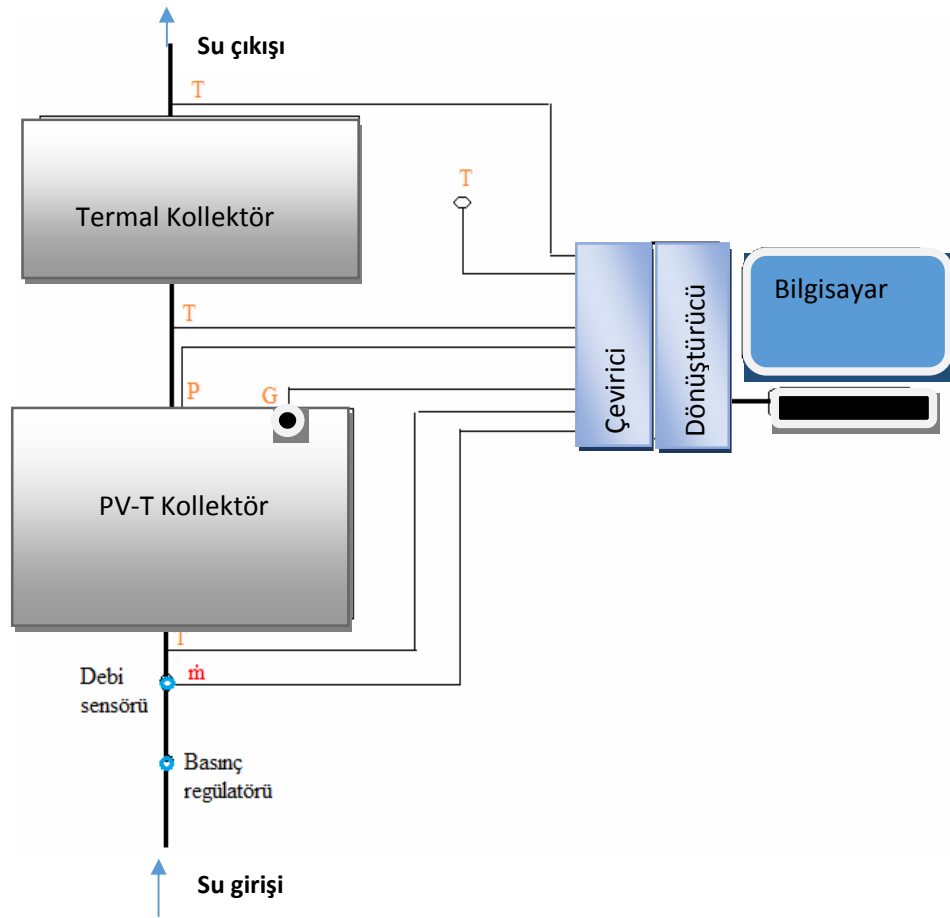 Su çıkışı
T
Termal Kollektör
T
Bilgisayar
Çevirici
Dönüştürücü
T
P
G
PV-T Kollektör
T
ṁ
Debi
sensörü
Basınç
regülatörü
Su girişi